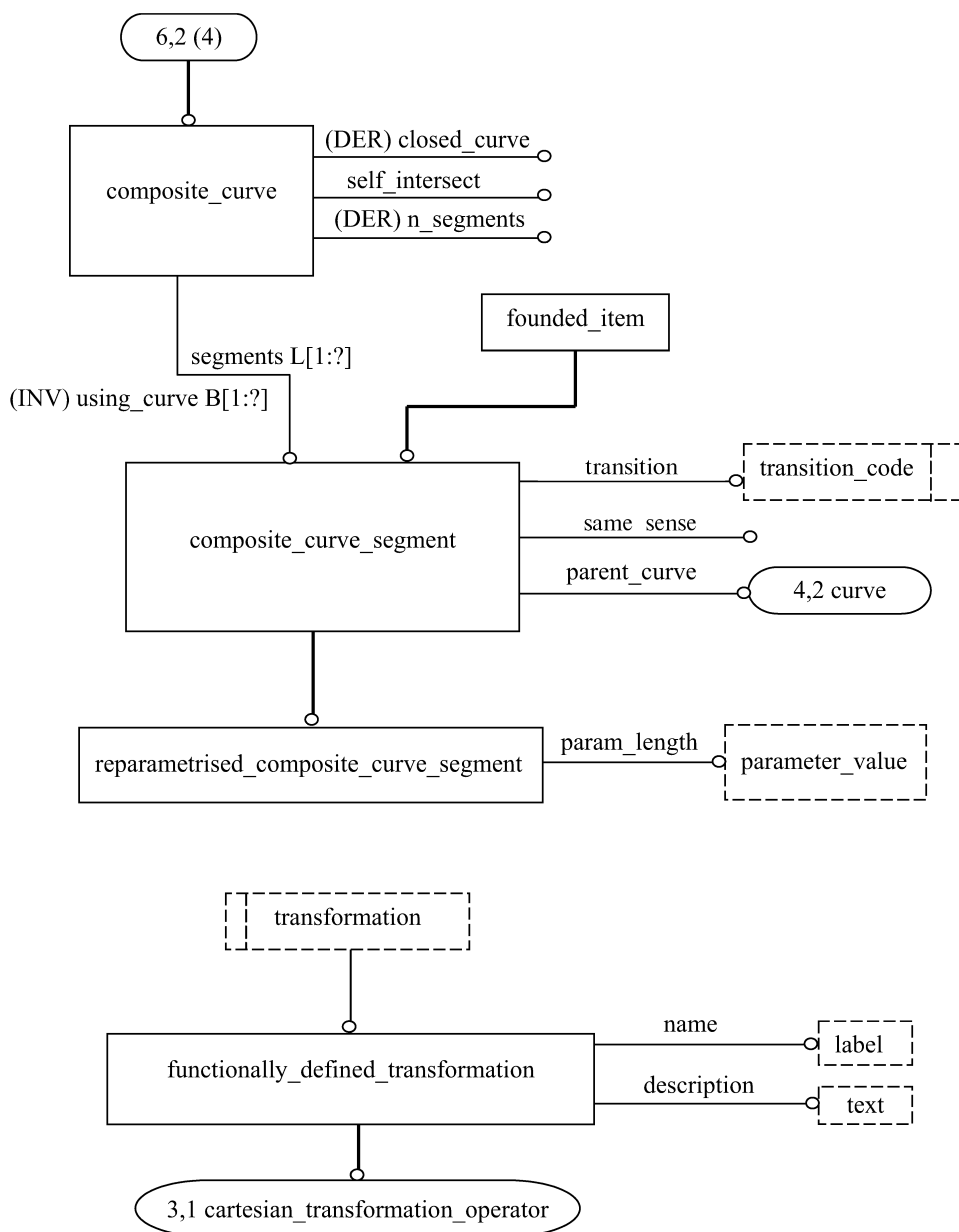 6,2 (4)
(DER) closed_curve
composite_curve
self_intersect
(DER) n_segments
founded_item
segments L[1:?]
(INV) using_curve B[1:?]
transition
transition_code
composite_curve_segment
same_sense
parent_curve
4,2 curve
reparametrised_composite_curve_segment
param_length
parameter_value
transformation
functionally_defined_transformation
name
label
description
text
3,1 cartesian_transformation_operator